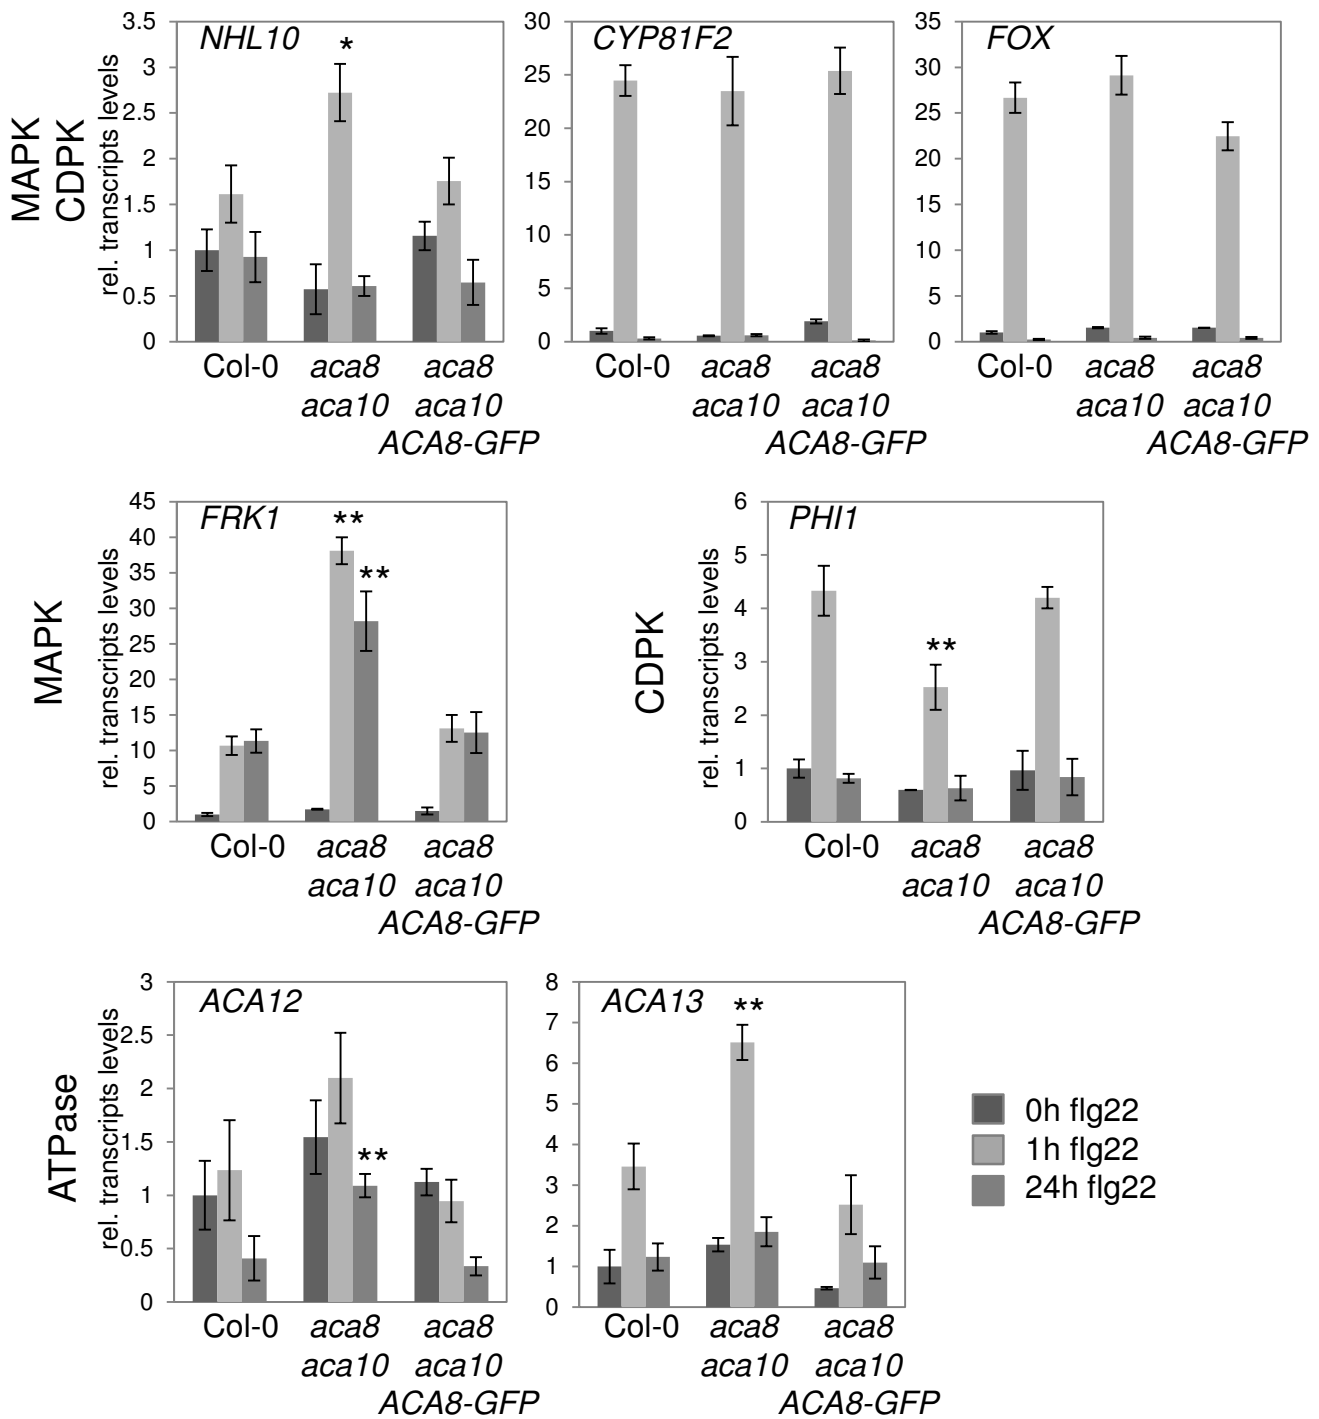 MAPK
CDPK
rel. transcripts levels
3.5
3
2.5
2
1.5
1
0.5
0
NHL10
*
Col-0
aca8
aca10
aca8
aca10
ACA8-GFP
30
25
20
15
10
5
0
CYP81F2
Col-0
aca8
aca10
aca8
aca10
ACA8-GFP
35
30
25
20
15
10
5
0
FOX
Col-0
aca8
aca10
aca8
aca10
ACA8-GFP
MAPK
rel. transcripts levels
45
40
35
30
25
20
15
10
5
0
FRK1
**
**
Col-0
aca8
aca10
aca8
aca10
ACA8-GFP
CDPK
rel. transcripts levels
6
5
4
3
2
1
0
PHI1
**
Col-0
aca8
aca10
aca8
aca10
ACA8-GFP
ATPase
rel. transcripts levels
3
2.5
2
1.5
1
0.5
0
ACA12
**
Col-0
aca8
aca10
aca8
aca10
ACA8-GFP
8
7
6
5
4
3
2
1
0
ACA13
**
Col-0
aca8
aca10
aca8
aca10
ACA8-GFP
0h flg22
1h flg22
24h flg22